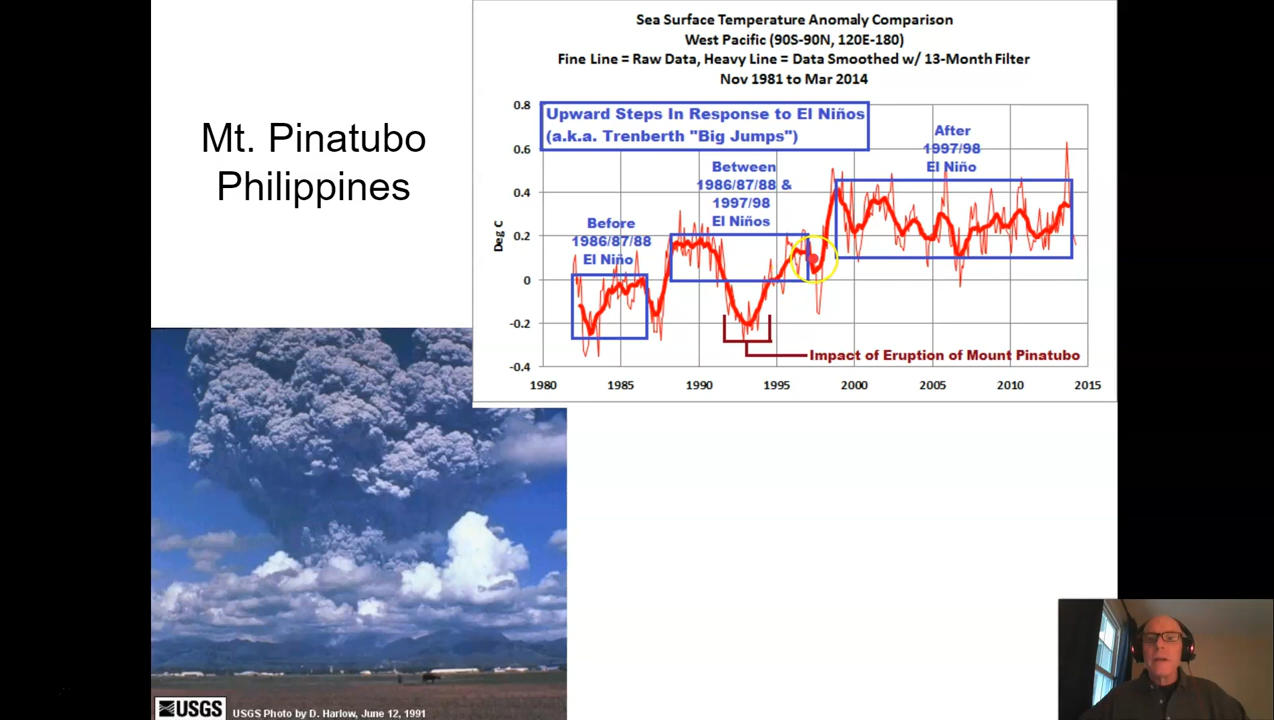 Mt. Pinatubo
Philippines
Sea Surface Temperature Anomaly Comparison
West Pacific (90S-90N, 120E-180)
Fine Line = Raw Data, Heavy Line = Data Smoothed w/ 13-Month Filter
Nov 1981 to Mar 2014
Upward Steps In Response to El Niños
(a.k.a. Trenberth "Big Jumps")
Before
1986/87/88
El Niño
Between
1986/87/88 &
1997/98
El Niños
After
1997/98
El Niño
Impact of Eruption of Mount Pinatubo
Deg C
0.8
0.6
0.4
0.2
0
-0.2
-0.4
1980 1985 1990 1995 2000 2005 2010 2015
USGS USGS Photo by D. Harlow, June 12, 1991